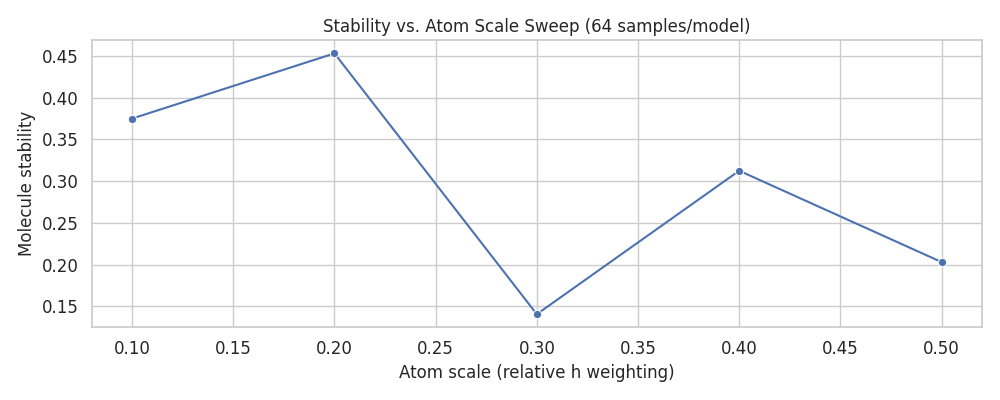 Stability vs. Atom Scale Sweep (64 samples/model)
0.45
0.40
0.35
0.30
0.25
0.20
0.15
Molecule stability
0.10 0.15 0.20 0.25 0.30 0.35 0.40 0.45 0.50
Atom scale (relative h weighting)